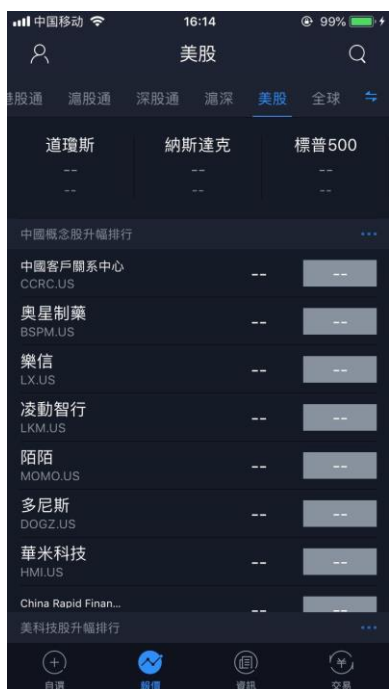 中国移动 16:14 99%
美股
股通 滬股通 深股通 滬深 美股 全球
道瓊斯 納斯達克 標普500
-- -- --
-- -- --
中國概念股升幅排行
中國客戶關系中心
CCRC.US
-- --
奧星制藥
BSPM.US
-- --
樂信
LX.US
-- --
凌動智行
LKM.US
-- --
陌陌
MOMO.US
-- --
多尼斯
DOGZ.US
-- --
華米科技
HMI.US
-- --
China Rapid Finan...
-- --
美科技股升幅排行
自選 報價 資訊 交易